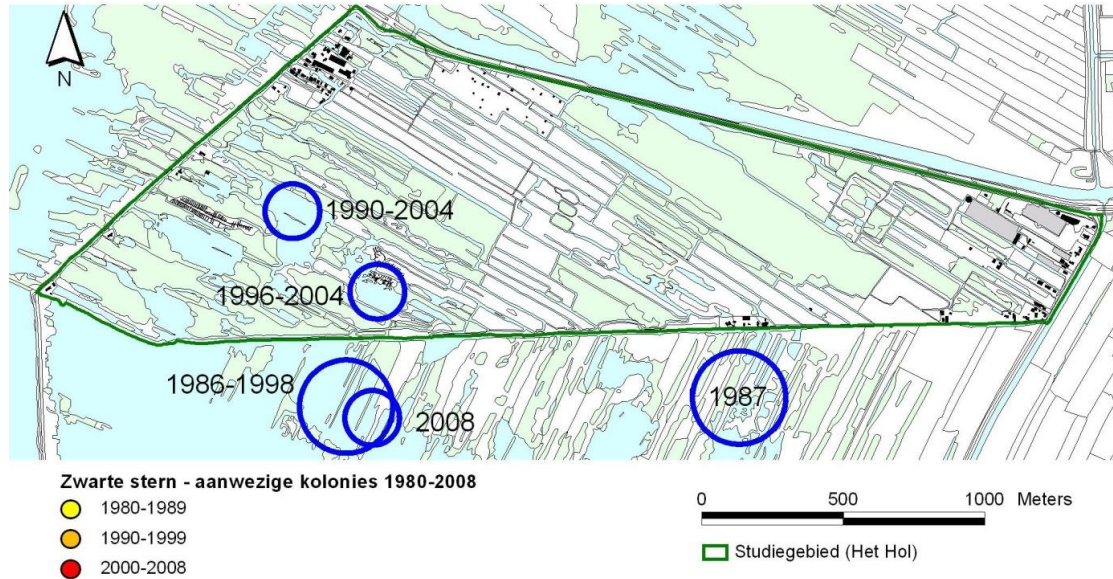 N
1990-2004
1996-2004
1986-1998
2008
1987
Zwarte stern - aanwezige kolonies 1980-2008
1980-1989
1990-1999
2000-2008
0 500 1000 Meters
Studiegebied (Het Hol)